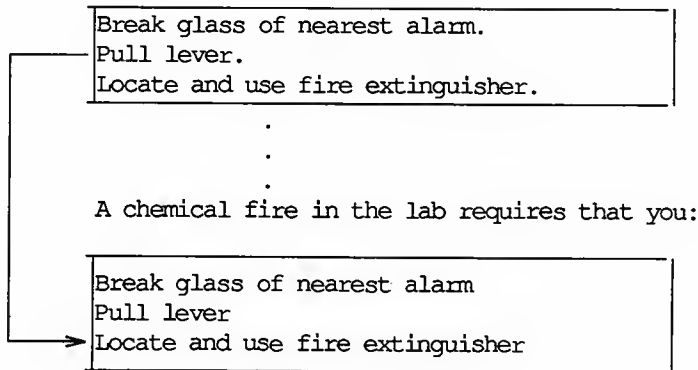 Break glass of nearest alarm.
Pull lever.
Locate and use fire extinguisher.
.
.
.
A chemical fire in the lab requires that you:
Break glass of nearest alarm
Pull lever
Locate and use fire extinguisher